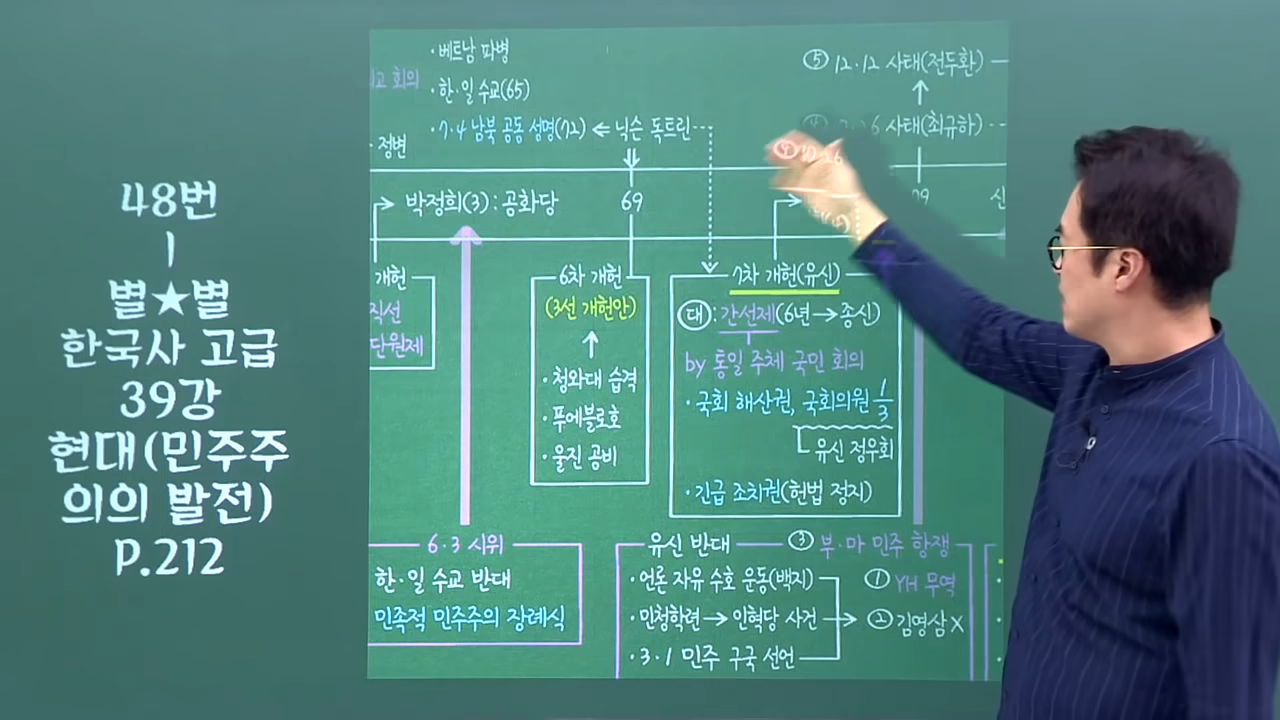 48번
|
별★별
한국사 고급
39강
현대(민주주
의의 발전)
P.212
· 베트남 파병
고 회의
· 한·일 수교(65)
· 정변
· 7·4 남북 공동 성명(72) ⇐ 닉슨 독트린
⑤ 12·12 사태(전두환)
사태(최규하)
박정희(3) : 공화당
69
개헌
직선
단원제
6차 개헌
(3선 개헌안)
↑
· 청와대 습격
· 푸에블로호
· 울진 공비
7차 개헌(유신)
대 : 간선제(6년→종신)
by 통일 주체 국민 회의
· 국회 해산권, 국회의원 1/3
유신 정우회
· 긴급 조치권(헌법 정지)
6·3 시위
한·일 수교 반대
민족적 민주주의 장례식
유신 반대
③ 부·마 민주 항쟁
· 언론 자유 수호 운동(백지)
① YH 무역
· 민청학련 → 인혁당 사건
② 김영삼 X
· 3·1 민주 구국 선언